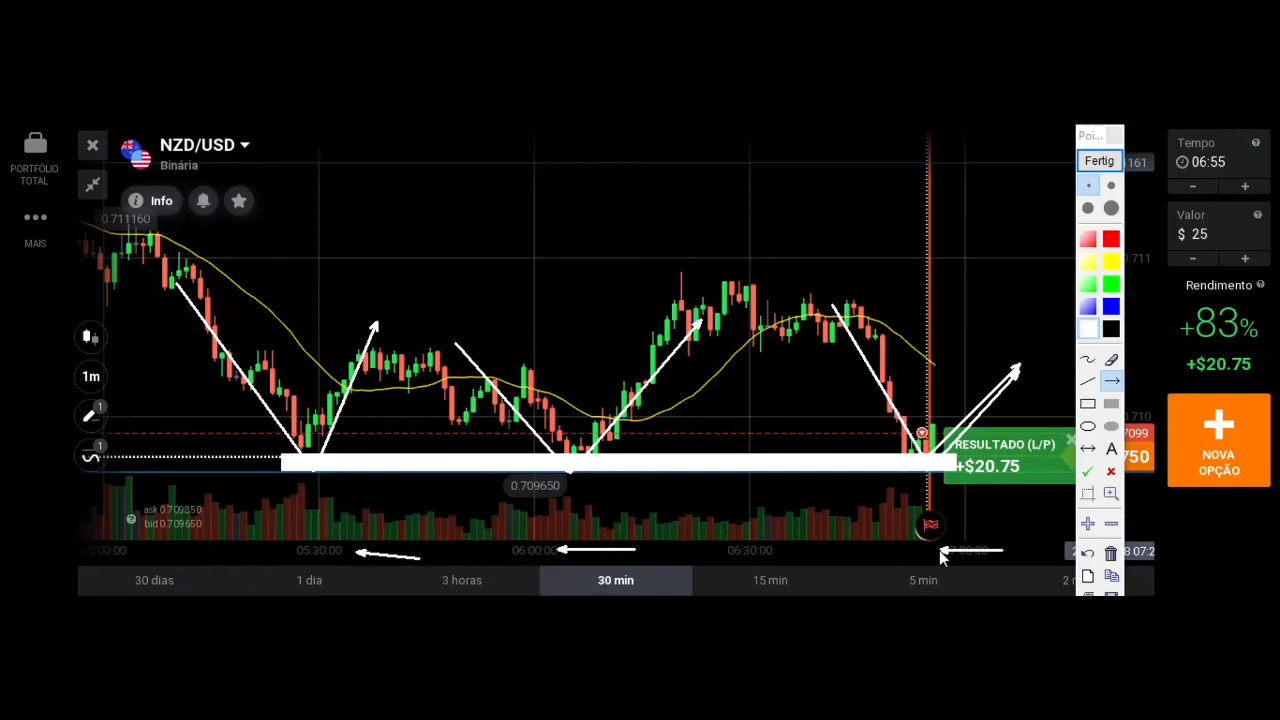 NZD/USD
Binária
PORTFÓLIO
TOTAL
MAIS
Info
0.711160
1m
1
1
ask 0.709850
bid 0.709650
0.709650
RESULTADO (L/P)
+$20.75
161
0.711
0.710
7099
750
05:30:00
06:00:00
06:30:00
30 dias
1 dia
3 horas
30 min
15 min
5 min
Poi...
Fertig
A
Tempo
06:55
-
+
Valor
$ 25
-
+
Rendimento
+83%
+$20.75
NOVA
OPÇÃO